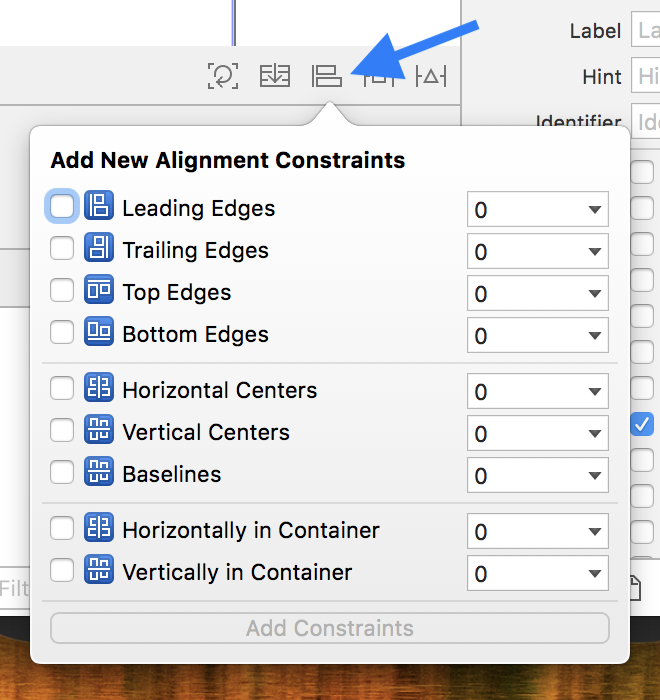 Label
La
Hint
Hi
Identifier
Ide
Add New Alignment Constraints
Leading Edges 0
Trailing Edges 0
Top Edges 0
Bottom Edges 0
Horizontal Centers 0
Vertical Centers 0
Baselines 0
Horizontally in Container 0
Vertically in Container 0
Filt
Add Constraints